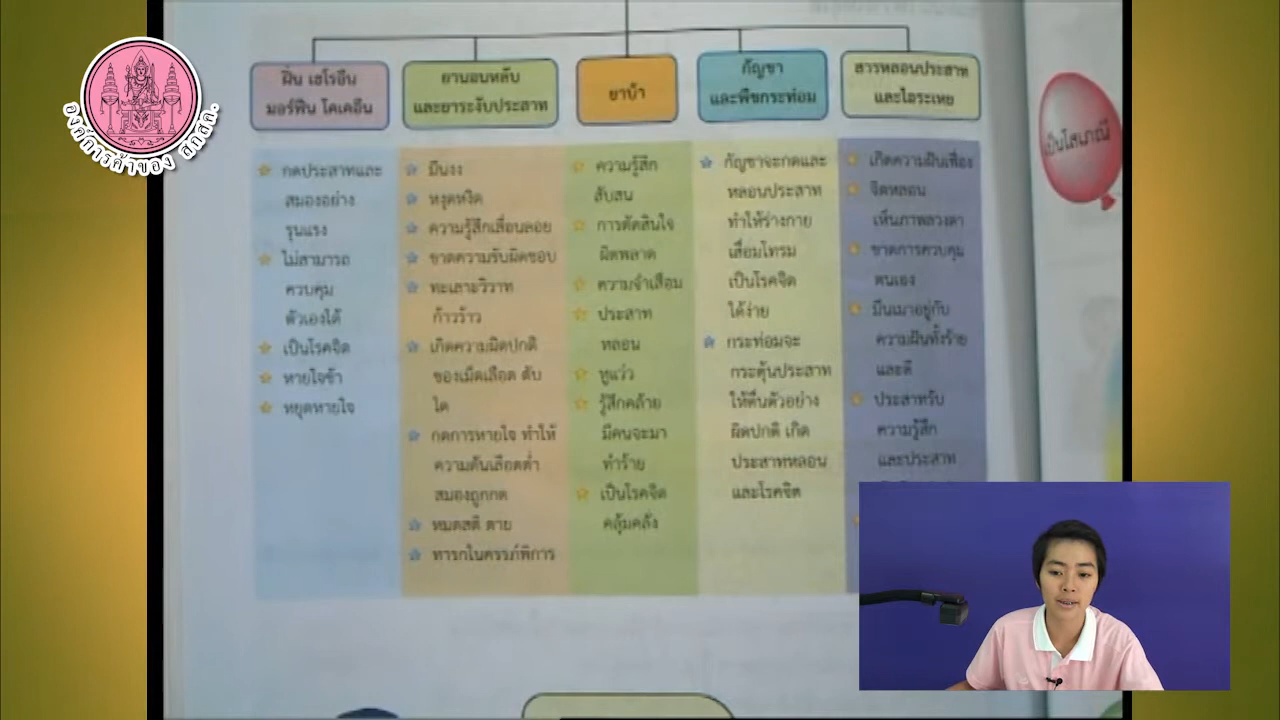 องค์การค้าของ สกสค.
ฝิ่น เฮโรอีน
มอร์ฟีน โคเคอีน
ยานอนหลับ
และยาระงับประสาท
ยาบ้า
กัญชา
และพืชกระท่อม
สารหลอนประสาท
และไอระเหย
กดประสาทและ
สมองอย่าง
รุนแรง
ไม่สามารถ
ควบคุม
ตัวเองได้
เป็นโรคจิต
หายใจช้า
หยุดหายใจ
มึนงง
หงุดหงิด
ความรู้สึกเลื่อนลอย
ขาดความรับผิดชอบ
ทะเลาะวิวาท
ก้าวร้าว
เกิดความผิดปกติ
ของเม็ดเลือด ตับ
ไต
กดการหายใจ ทำให้
ความดันเลือดต่ำ
สมองถูกกด
หมดสติ ตาย
ทารกในครรภ์พิการ
ความรู้สึก
สับสน
การตัดสินใจ
ผิดพลาด
ความจำเสื่อม
ประสาท
หลอน
หูแว่ว
รู้สึกคล้าย
มีคนจะมา
ทำร้าย
เป็นโรคจิต
คลุ้มคลั่ง
กัญชาจะกดและ
หลอนประสาท
ทำให้ร่างกาย
เสื่อมโทรม
เป็นโรคจิต
ได้ง่าย
กระท่อมจะ
กระตุ้นประสาท
ให้ตื่นตัวอย่าง
ผิดปกติ เกิด
ประสาทหลอน
และโรคจิต
เกิดความฝันเฟื่อง
จิตหลอน
เห็นภาพลวงตา
ขาดการควบคุม
ตนเอง
มึนเมาอยู่กับ
ความฝันทั้งร้าย
และดี
ประสาทรับ
ความรู้สึก
และประสาท
เป็นโสเภณี